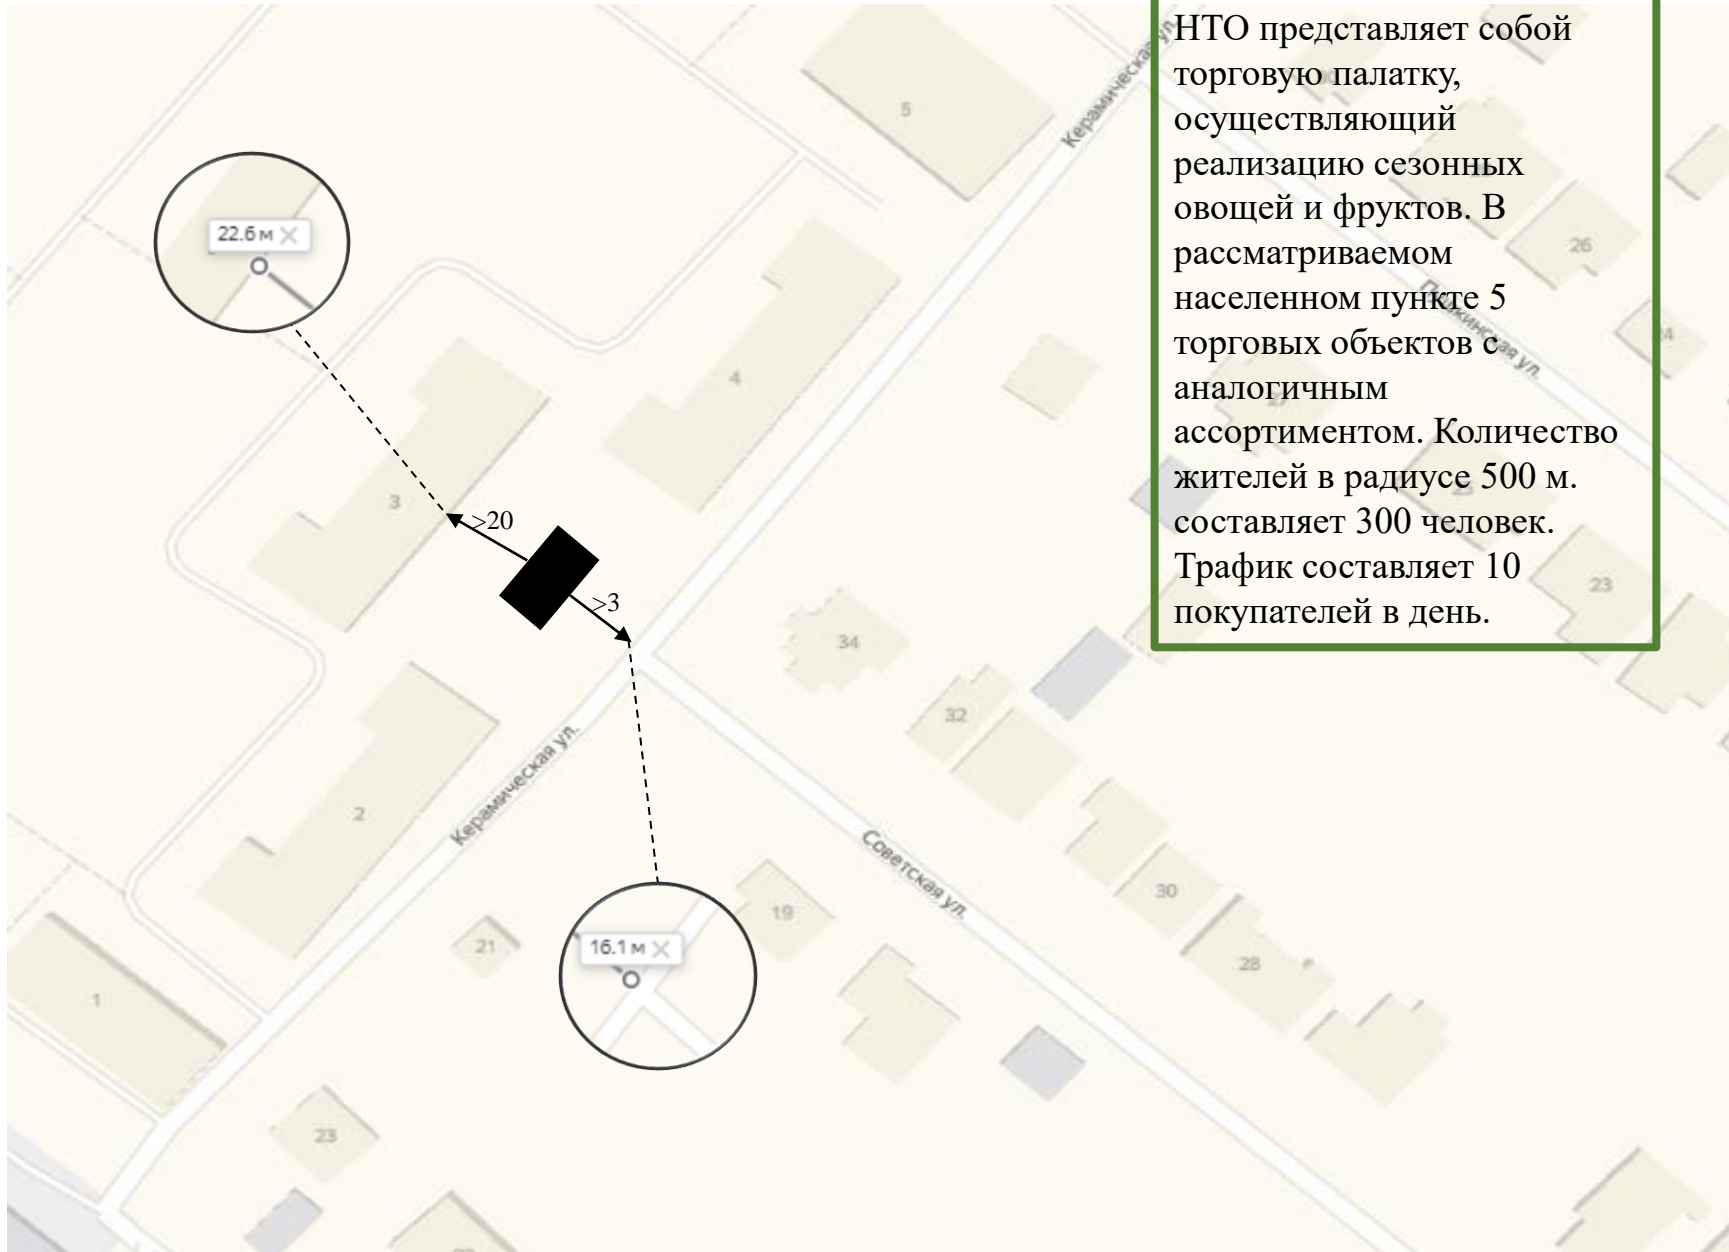 НТО представляет собой
торговую палатку,
осуществляющий
реализацию сезонных
овощей и фруктов. В
рассматриваемом
населенном пункте 5
торговых объектов с
аналогичным
ассортиментом. Количество
жителей в радиусе 500 м.
составляет 300 человек.
Трафик составляет 10
покупателей в день.
Керамическая ул.
5
22.6 м
26
Пушкинская ул.
4
3
>20
>3
23
34
32
2
Керамическая ул.
Советская ул.
30
19
21
16.1 м
28
1
23